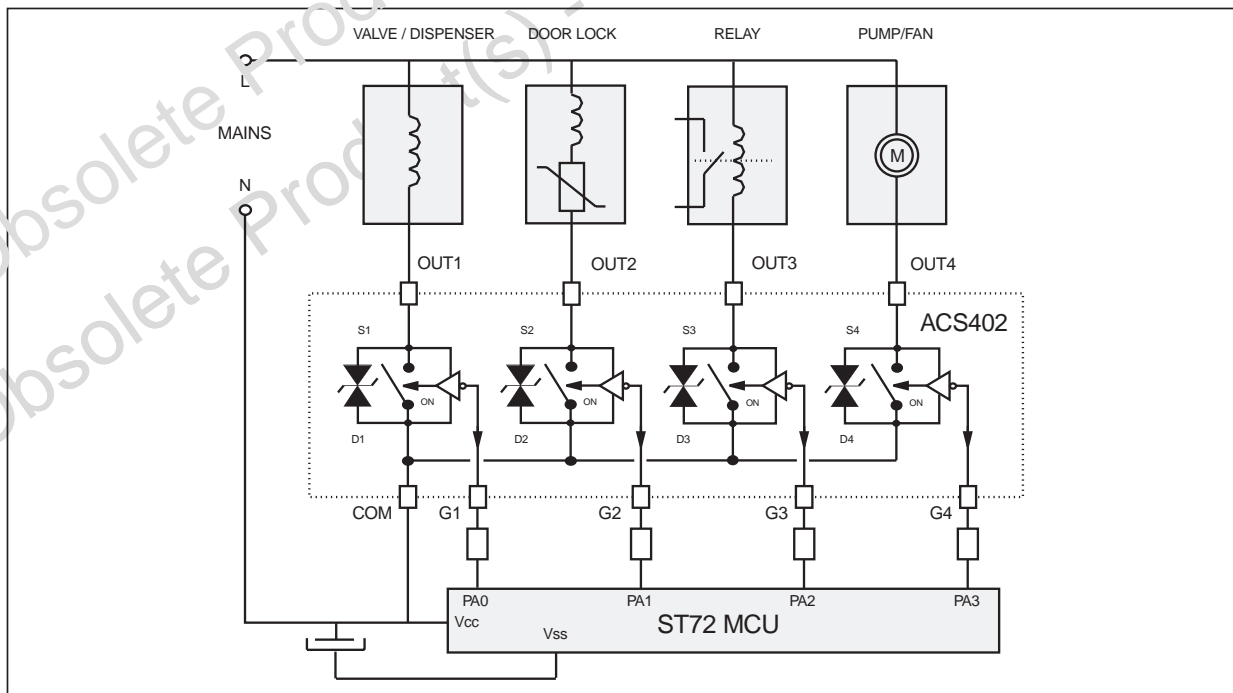 VALVE / DISPENSER DOOR LOCK RELAY PUMP/FAN
L
MAINS
M
N
OUT1 OUT2 OUT3 OUT4
ACS402
S1 S2 S3 S4
ON ON ON ON
D1 D2 D3 D4
COM G1 G2 G3 G4
PA0 PA1 PA2 PA3
Vcc
Vss ST72 MCU
Obsolete Product(s) -